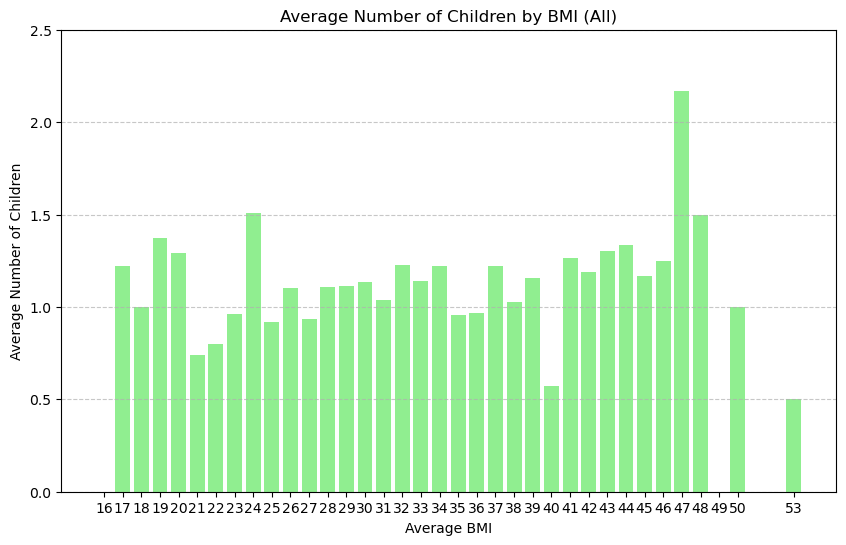 Average Number of Children by BMI (All)
Average Number of Children
2.5
2.0
1.5
1.0
0.5
0.0
16 17 18 19 20 21 22 23 24 25 26 27 28 29 30 31 32 33 34 35 36 37 38 39 40 41 42 43 44 45 46 47 48 49 50 53
Average BMI